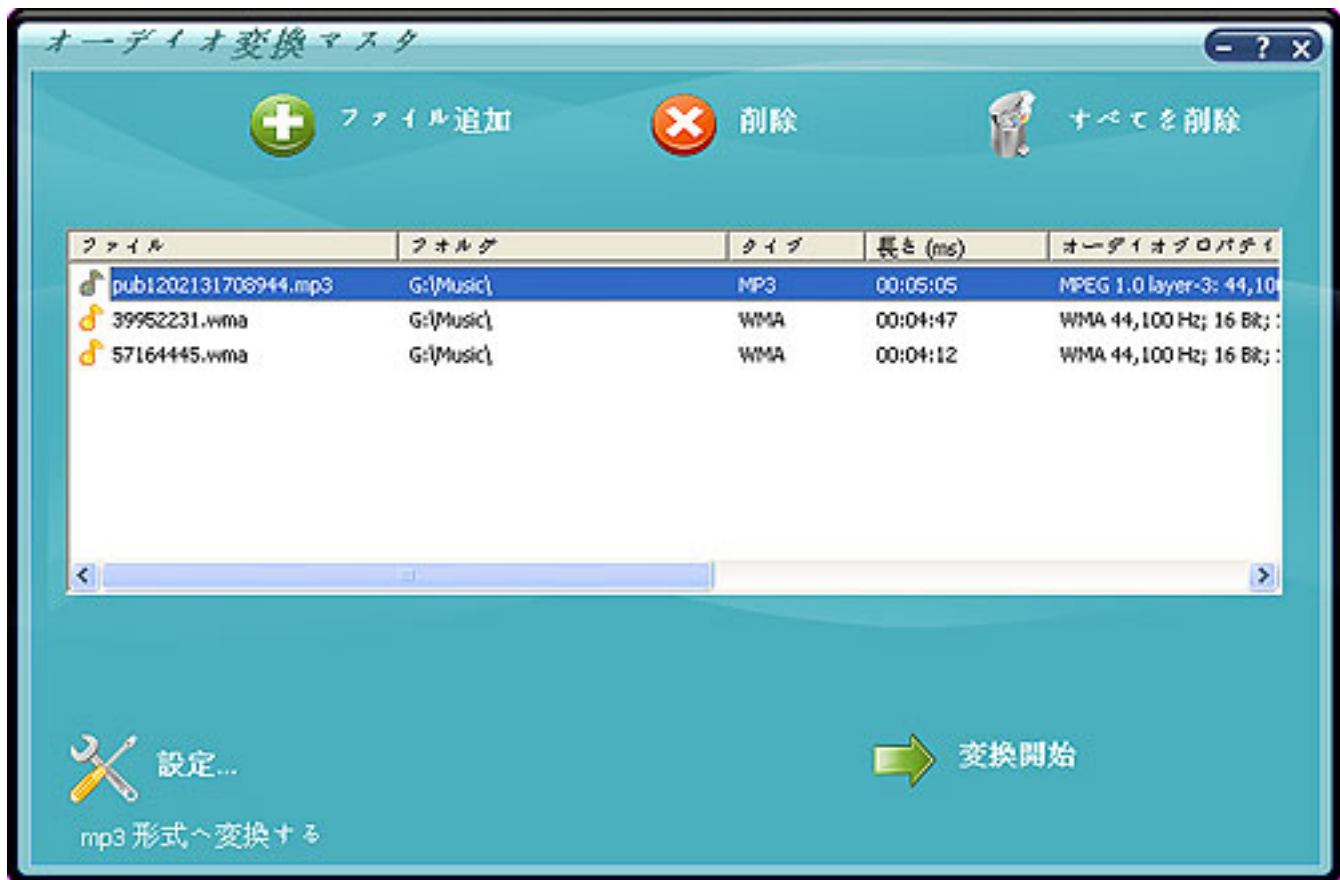 オーディオ変換マスタ
- ? x
ファイル追加 削除 すべてを削除
ファイル フォルダ タイプ 長さ (ms) オーディオプロパティ
pub1202131708944.mp3 G:\Music\ MP3 00:05:05 MPEG 1.0 layer-3: 44,10
39952231.wma G:\Music\ WMA 00:04:47 WMA 44,100 Hz; 16 Bit;
57164445.wma G:\Music\ WMA 00:04:12 WMA 44,100 Hz; 16 Bit;
設定... 変換開始
mp3 形式へ変換する